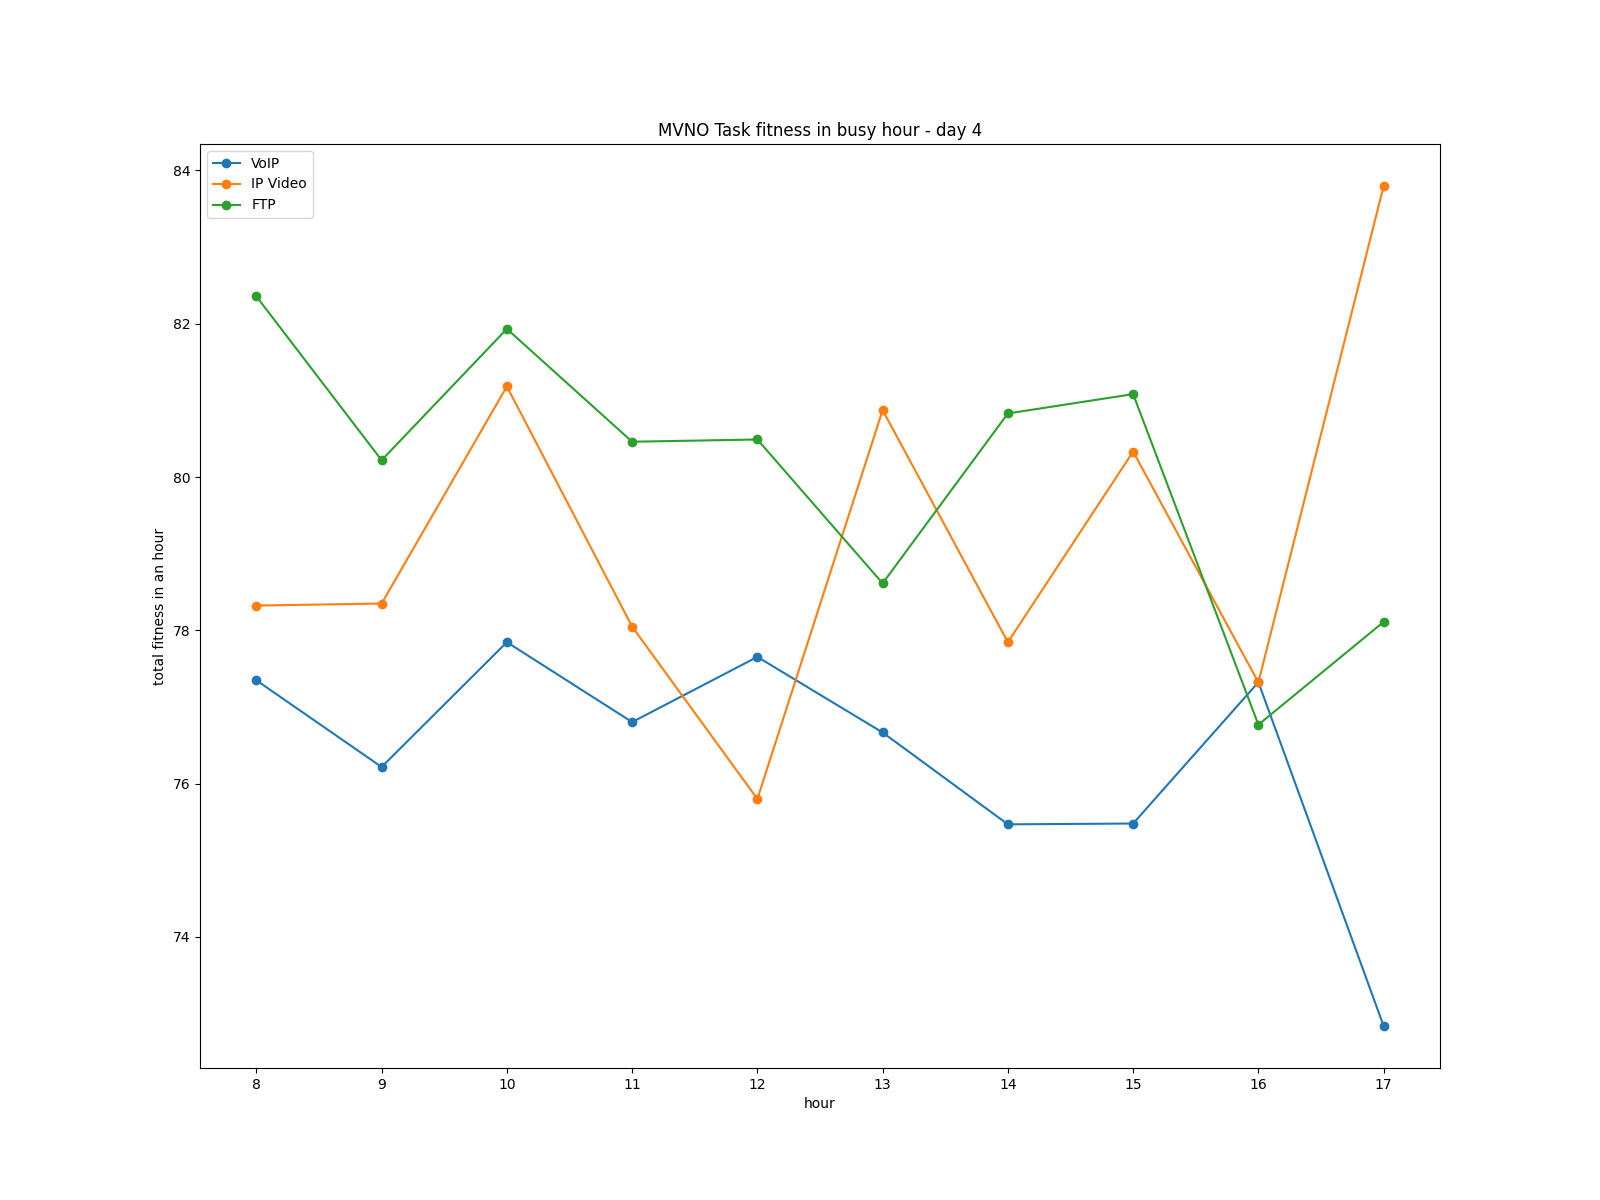 MVNO Task fitness in busy hour - day 4
VoIP
IP Video
FTP
84
82
80
78
76
74
total fitness in an hour
8 9 10 11 12 13 14 15 16 17
hour